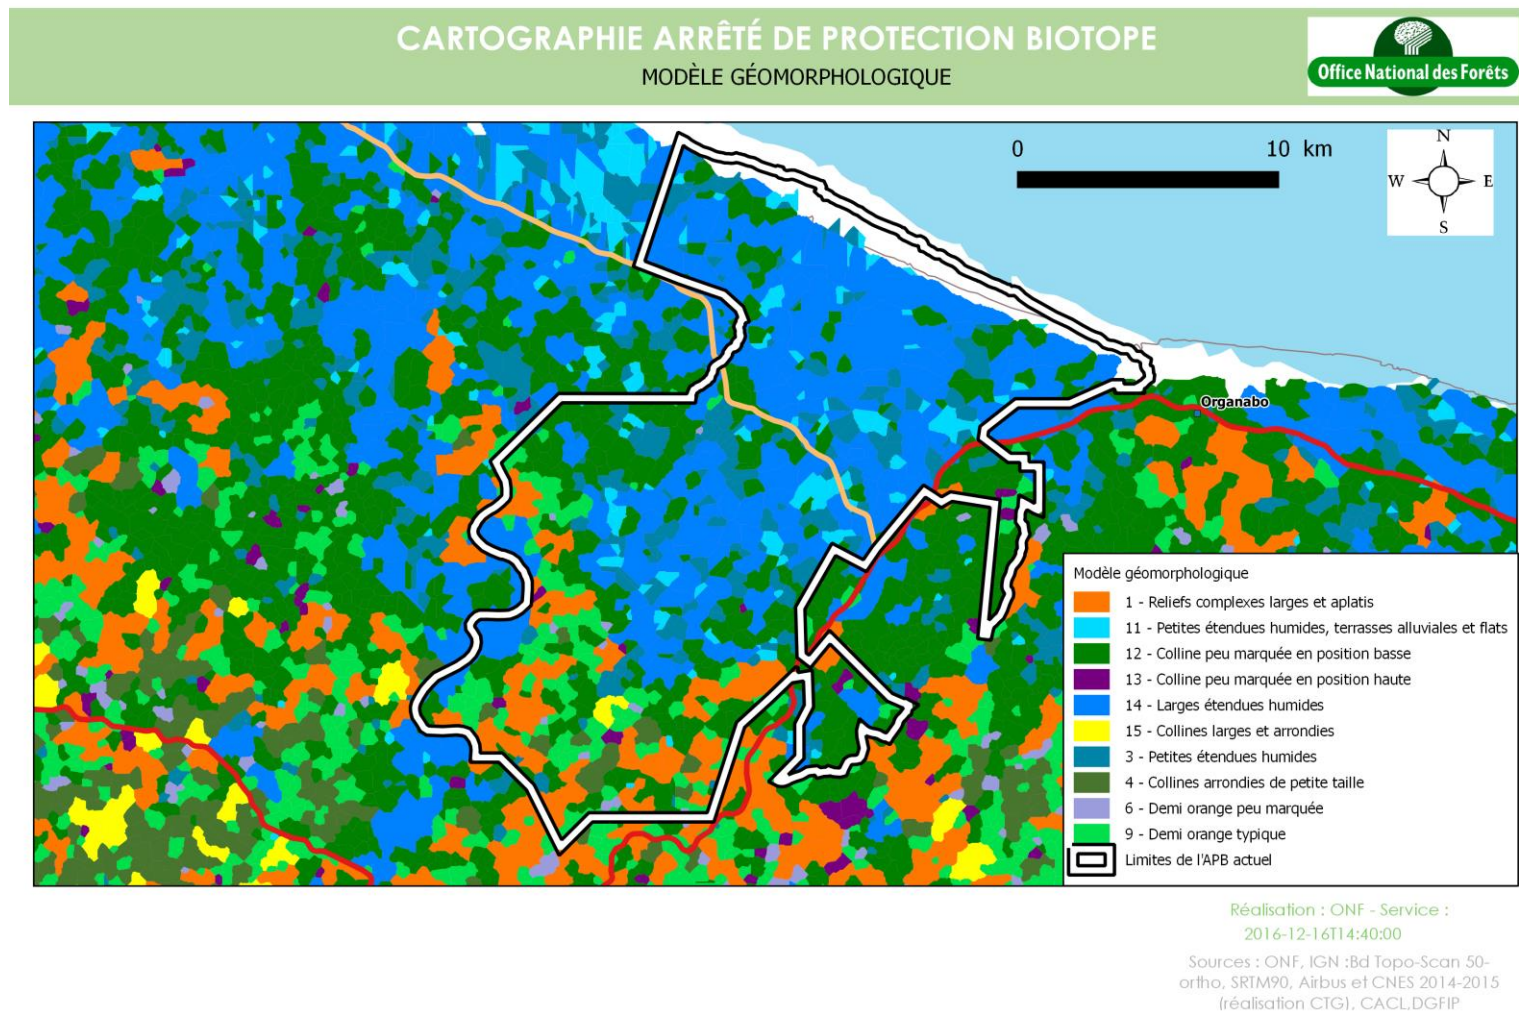 CARTOGRAPHIE ARRÊTÉ DE PROTECTION BIOTOPE
MODÈLE GÉOMORPHOLOGIQUE
Office National des Forêts
0 10 km
N
W E
S
Organabo
Modèle géomorphologique
1 - Reliefs complexes larges et aplatis
11 - Petites étendues humides, terrasses alluviales et flats
12 - Colline peu marquée en position basse
13 - Colline peu marquée en position haute
14 - Larges étendues humides
15 - Collines larges et arrondies
3 - Petites étendues humides
4 - Collines arrondies de petite taille
6 - Demi orange peu marquée
9 - Demi orange typique
Limites de l'APB actuel
Réalisation : ONF - Service :
2016-12-16T14:40:00
Sources : ONF, IGN :Bd Topo-Scan 50-
ortho, SRTM90, Airbus et CNES 2014-2015
(réalisation CTG), CACL,DGFIP